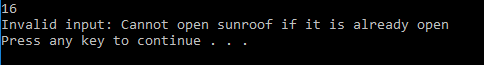 16
Invalid input: Cannot open sunroof if it is already open
Press any key to continue . . .